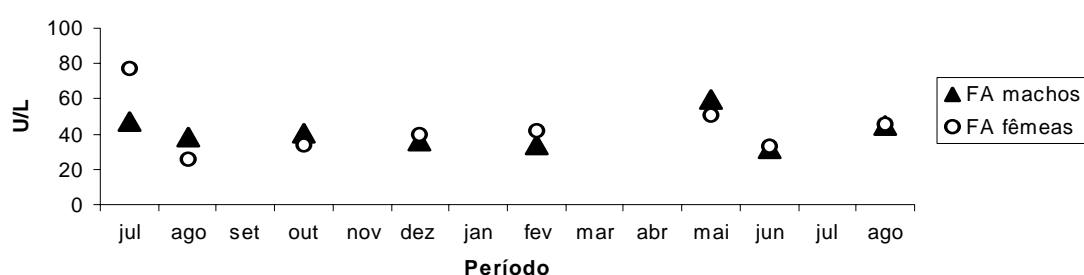 100
80
60
40
20
0
U/L
jul ago set out nov dez jan fev mar abr mai jun jul ago
Período
FA machos
FA fêmeas